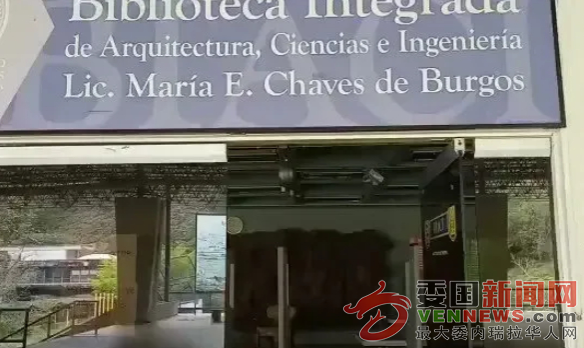 Biblioteca Integrada
de Arquitectura, Ciencias e Ingeniería
Lic. María E. Chaves de Burgos
BIACI
委国新闻网
VENNEWS.COM
最大委内瑞拉华人网